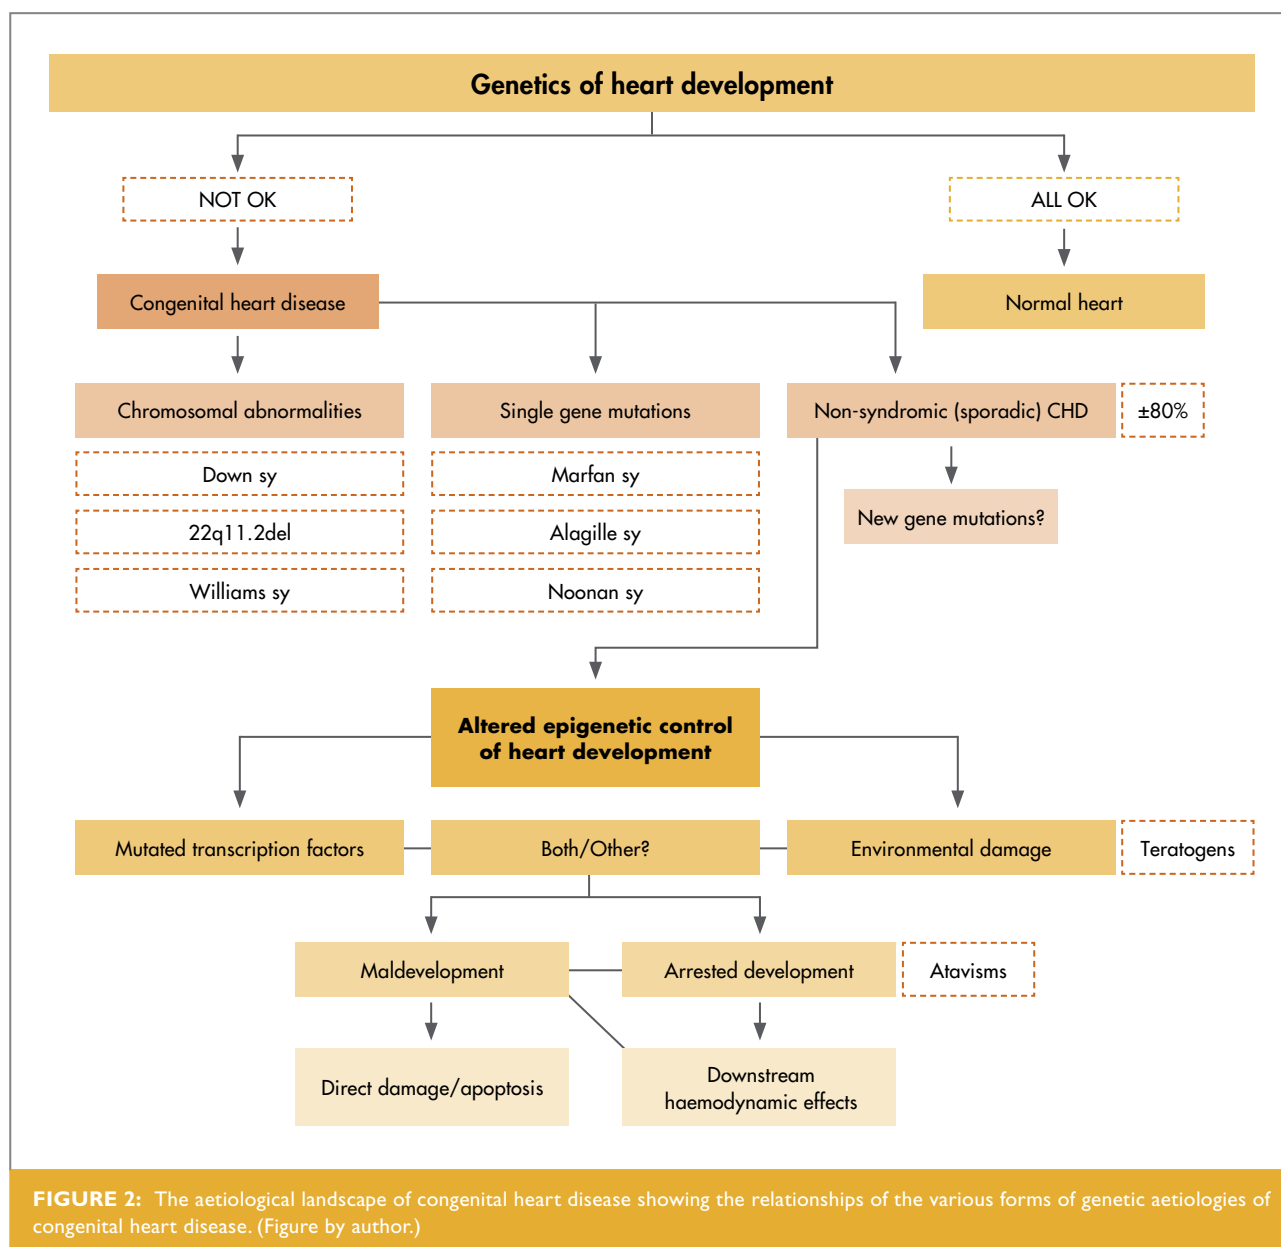 Genetics of heart development
NOT OK
ALL OK
Congenital heart disease
Normal heart
Chromosomal abnormalities
Single gene mutations
Non-syndromic (sporadic) CHD
±80%
Down sy
Marfan sy
New gene mutations?
22q11.2del
Alagille sy
Williams sy
Noonan sy
Altered epigenetic control
of heart development
Mutated transcription factors
Both/Other?
Environmental damage
Teratogens
Maldevelopment
Arrested development
Atavisms
Direct damage/apoptosis
Downstream
haemodynamic effects
FIGURE 2: The aetiological landscape of congenital heart disease showing the relationships of the various forms of genetic aetiologies of
congenital heart disease. (Figure by author.)